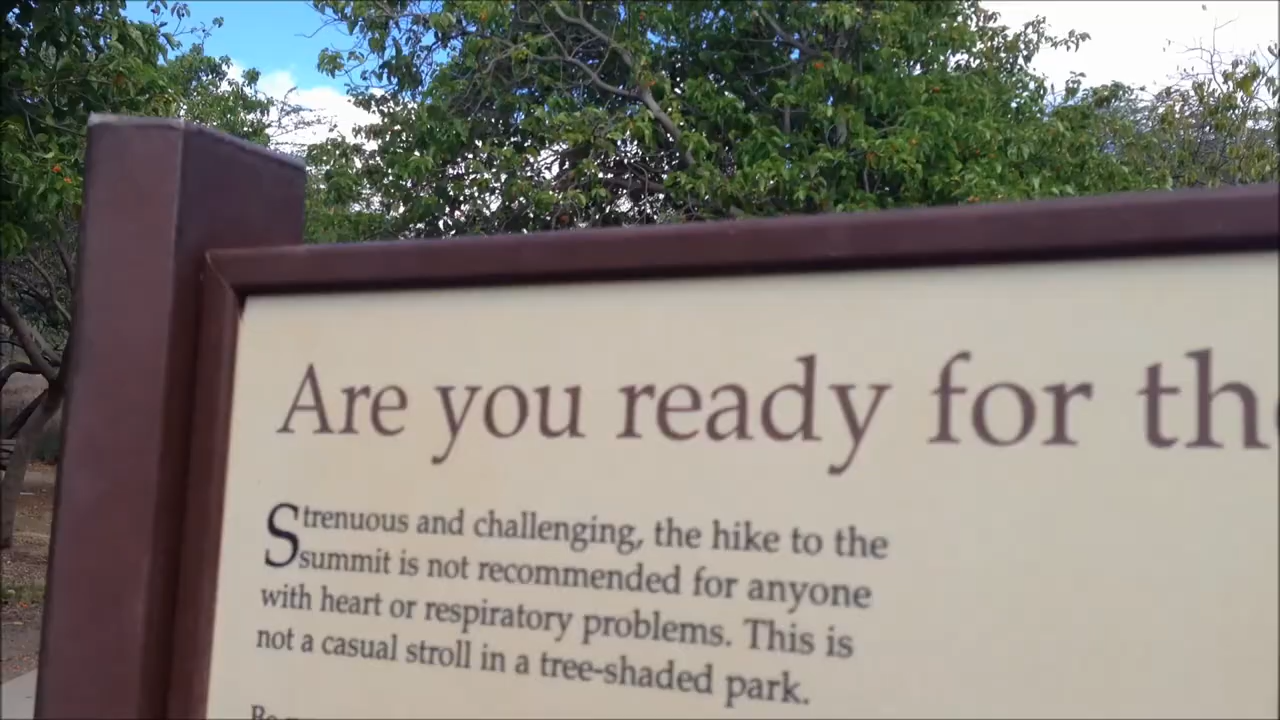 Are you ready for
Strenuous and challenging, the hike to the
summit is not recommended for anyone
with heart or respiratory problems. This is
not a casual stroll in a tree-shaded park.